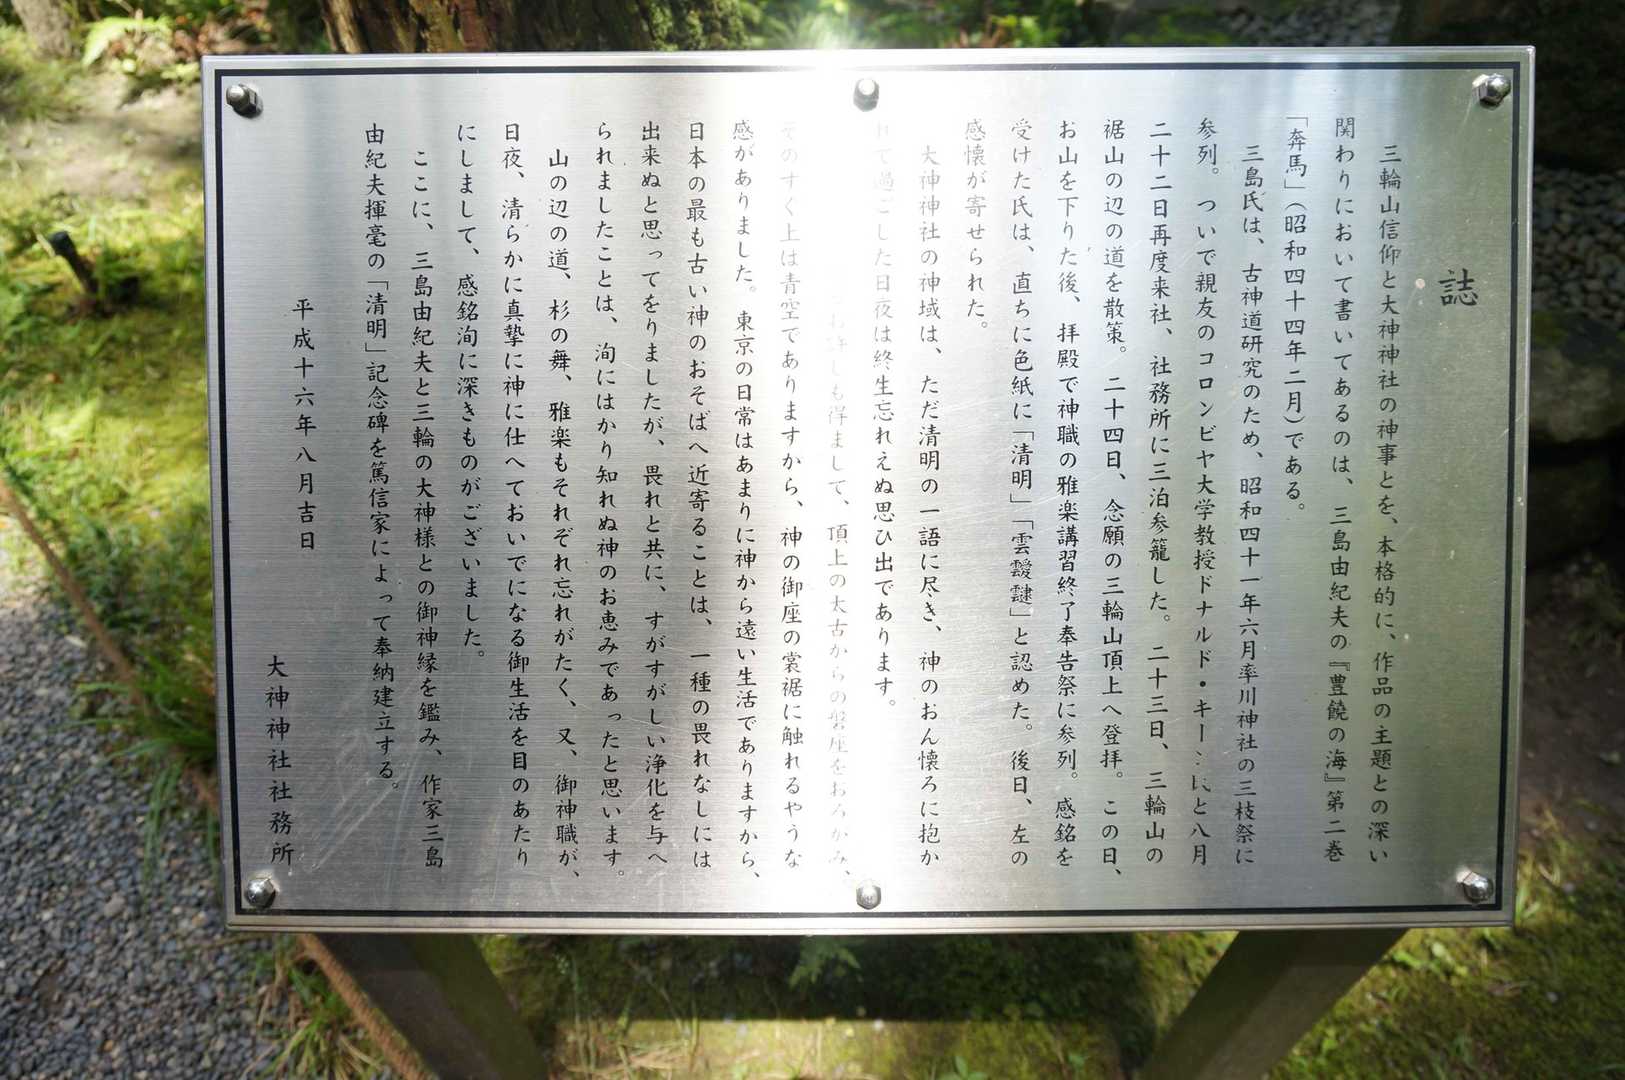 誌
三輪山信仰と大神神社の神事とを、本格的に、作品の主題との深い
関わりにおいて書いてあるのは、三島由紀夫の『豊饒の海』第二巻
「奔馬」(昭和四十四年二月)である。
三島氏は、古神道研究のため、昭和四十一年六月率川神社の三枝祭に
参列。ついで親友のコロンビヤ大学教授ドナルド・キーン氏と八月
二十二日再度来社、社務所に三泊参籠した。二十三日、三輪山の
裾山の辺の道を散策。二十四日、念願の三輪山頂上へ登拝。この日、
お山を下りた後、拝殿で神職の雅楽講習終了奉告祭に参列。感銘を
受けた氏は、直ちに色紙に「清明」「雲靉靆」と認めた。後日、左の
感懐が寄せられた。
大神神社の神域は、ただ清明の一語に尽き、神のおん懐ろに抱か
れて過ごした日夜は終生忘れえぬ思ひ出であります。
お許しも得まして、頂上の太古からの磐座をおろがみ、
そのすぐ上は青空でありますから、神の御座の裳裾に触れるやうな
感がありました。東京の日常はあまりに神から遠い生活でありますから、
日本の最も古い神のおそばへ近寄ることは、一種の畏れなしには
出来ぬと思ってをりましたが、畏れと共に、すがすがしい浄化を与へ
られましたことは、洵にはかり知れぬ神のお恵みであったと思います。
山の辺の道、杉の舞、雅楽もそれぞれ忘れがたく、又、御神職が、
日夜、清らかに真摯に神に仕へておいでになる御生活を目のあたり
にしまして、感銘洵に深きものがございました。
ここに、三島由紀夫と三輪の大神様との御神縁を鑑み、作家三島
由紀夫揮毫の「清明」記念碑を篤信家によって奉納建立する。
平成十六年八月吉日
大神神社社務所